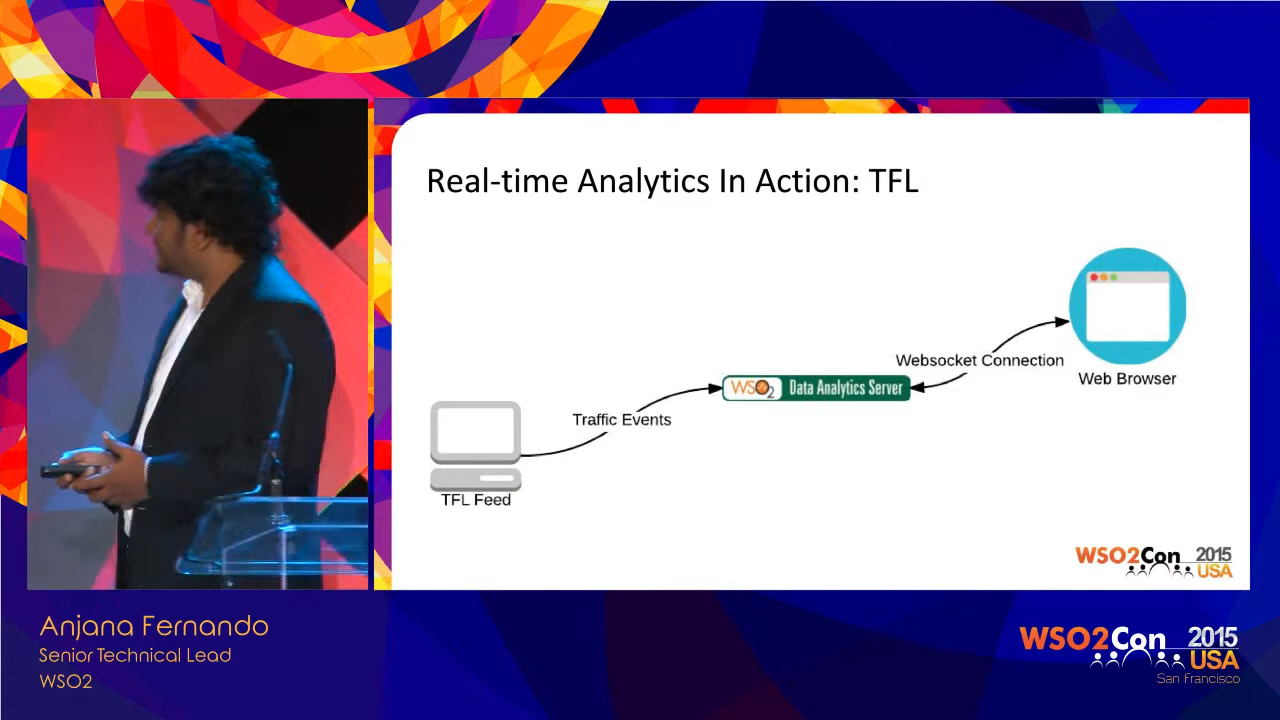 Real-time Analytics In Action: TFL
Websocket Connection
Web Browser
WSO2 Data Analytics Server
Traffic Events
TFL Feed
WSO2Con 2015
USA
Anjana Fernando
Senior Technical Lead
WSO2
WSO2Con 2015
USA
San Francisco